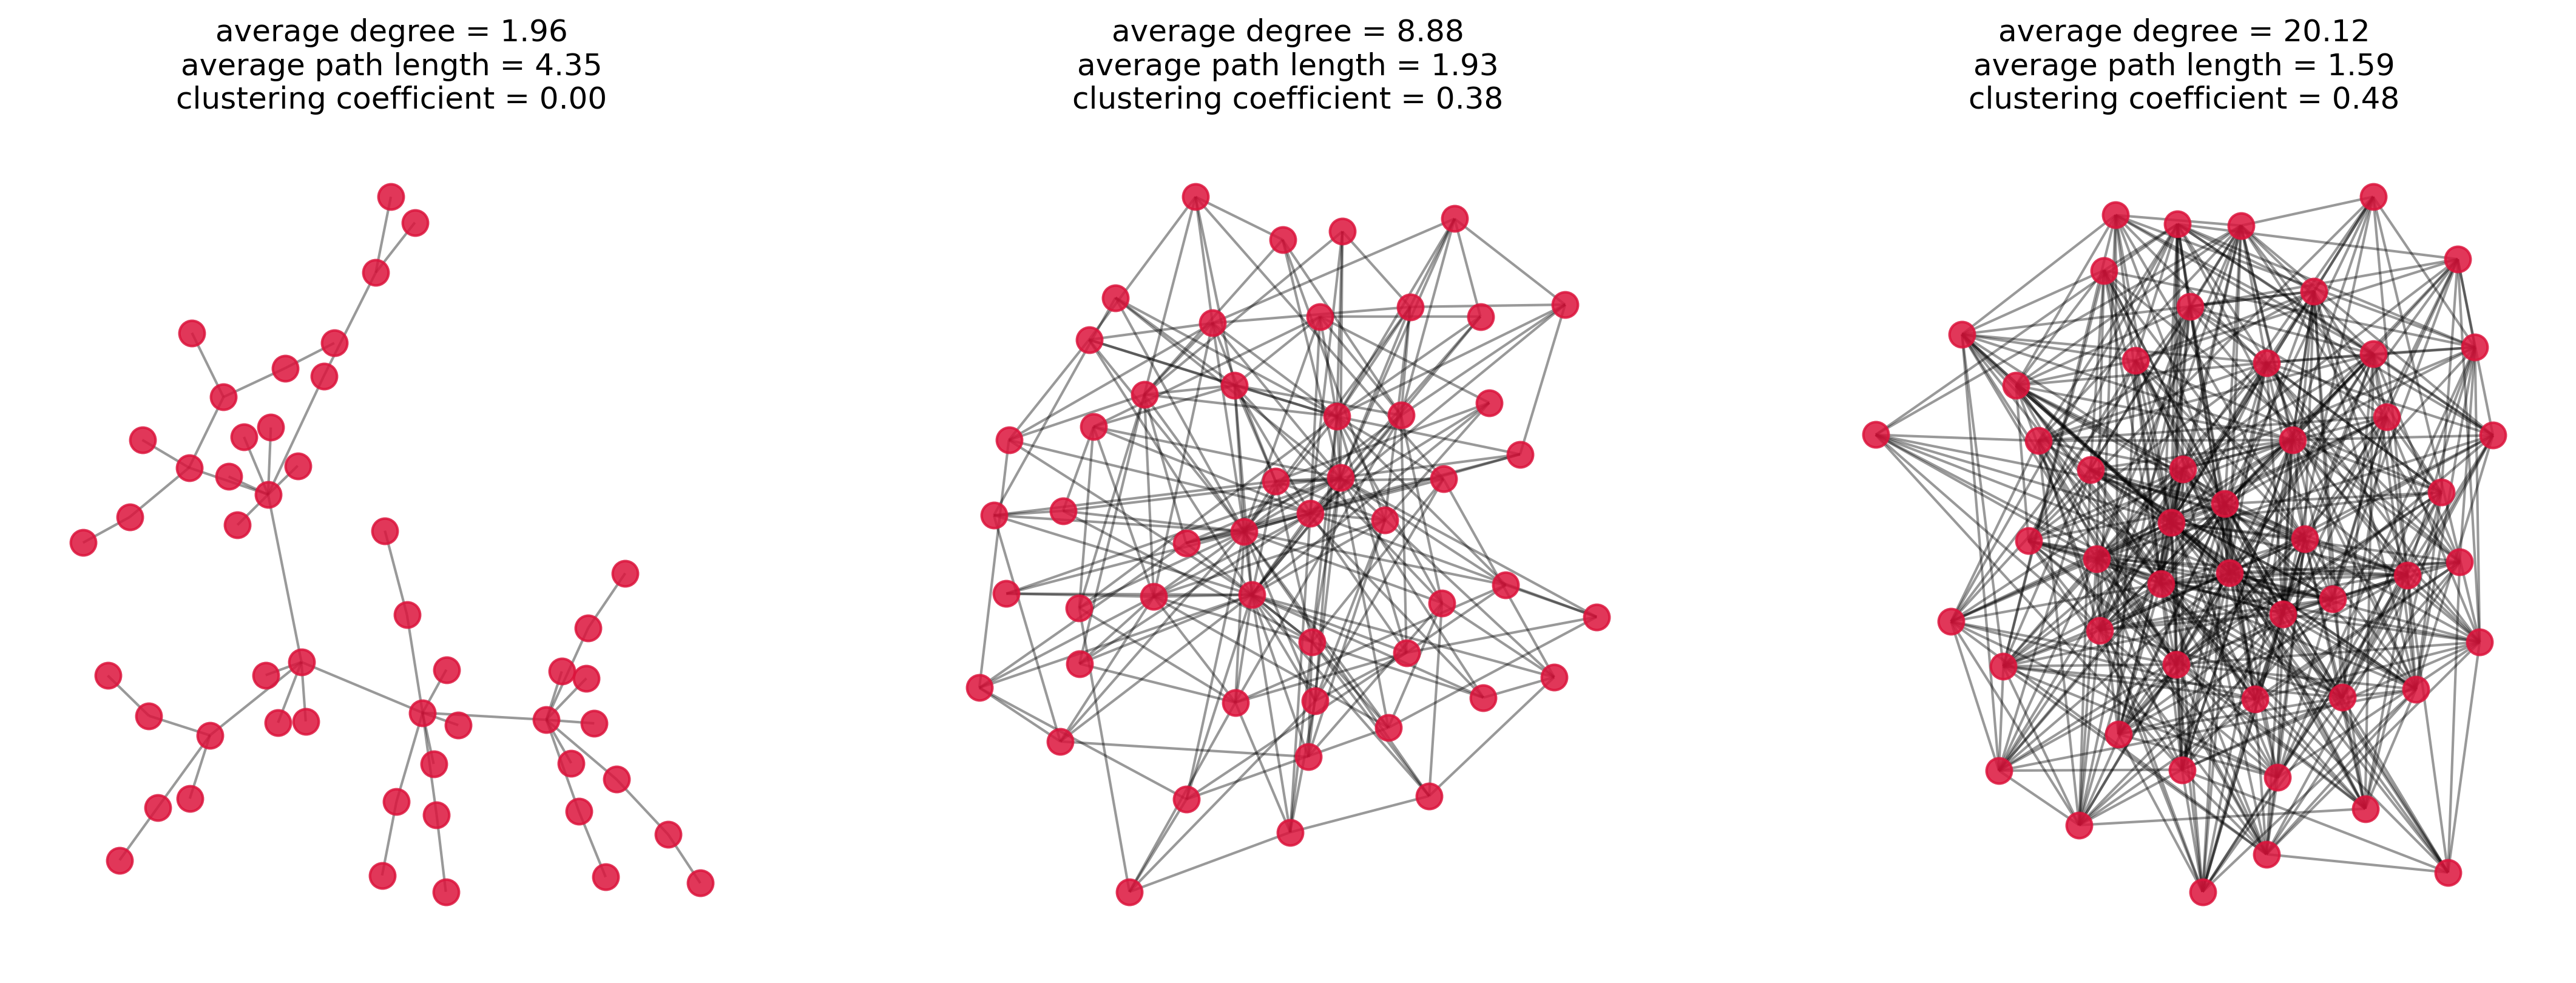 average degree = 1.96
average path length = 4.35
clustering coefficient = 0.00
average degree = 8.88
average path length = 1.93
clustering coefficient = 0.38
average degree = 20.12
average path length = 1.59
clustering coefficient = 0.48